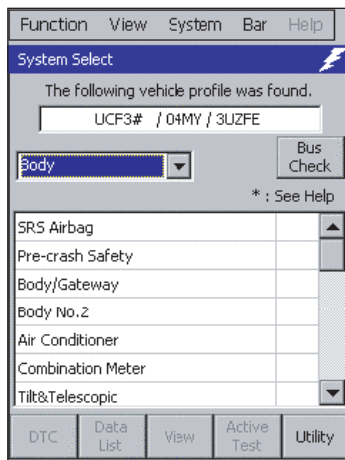 Function View System Bar Help
System Select
The following vehicle profile was found.
UCF3# / 04MY / 3UZFE
Body
Bus Check
* : See Help
SRS Airbag
Pre-crash Safety
Body/Gateway
Body No.2
Air Conditioner
Combination Meter
Tilt&Telescopic
DTC Data List View Active Test Utility